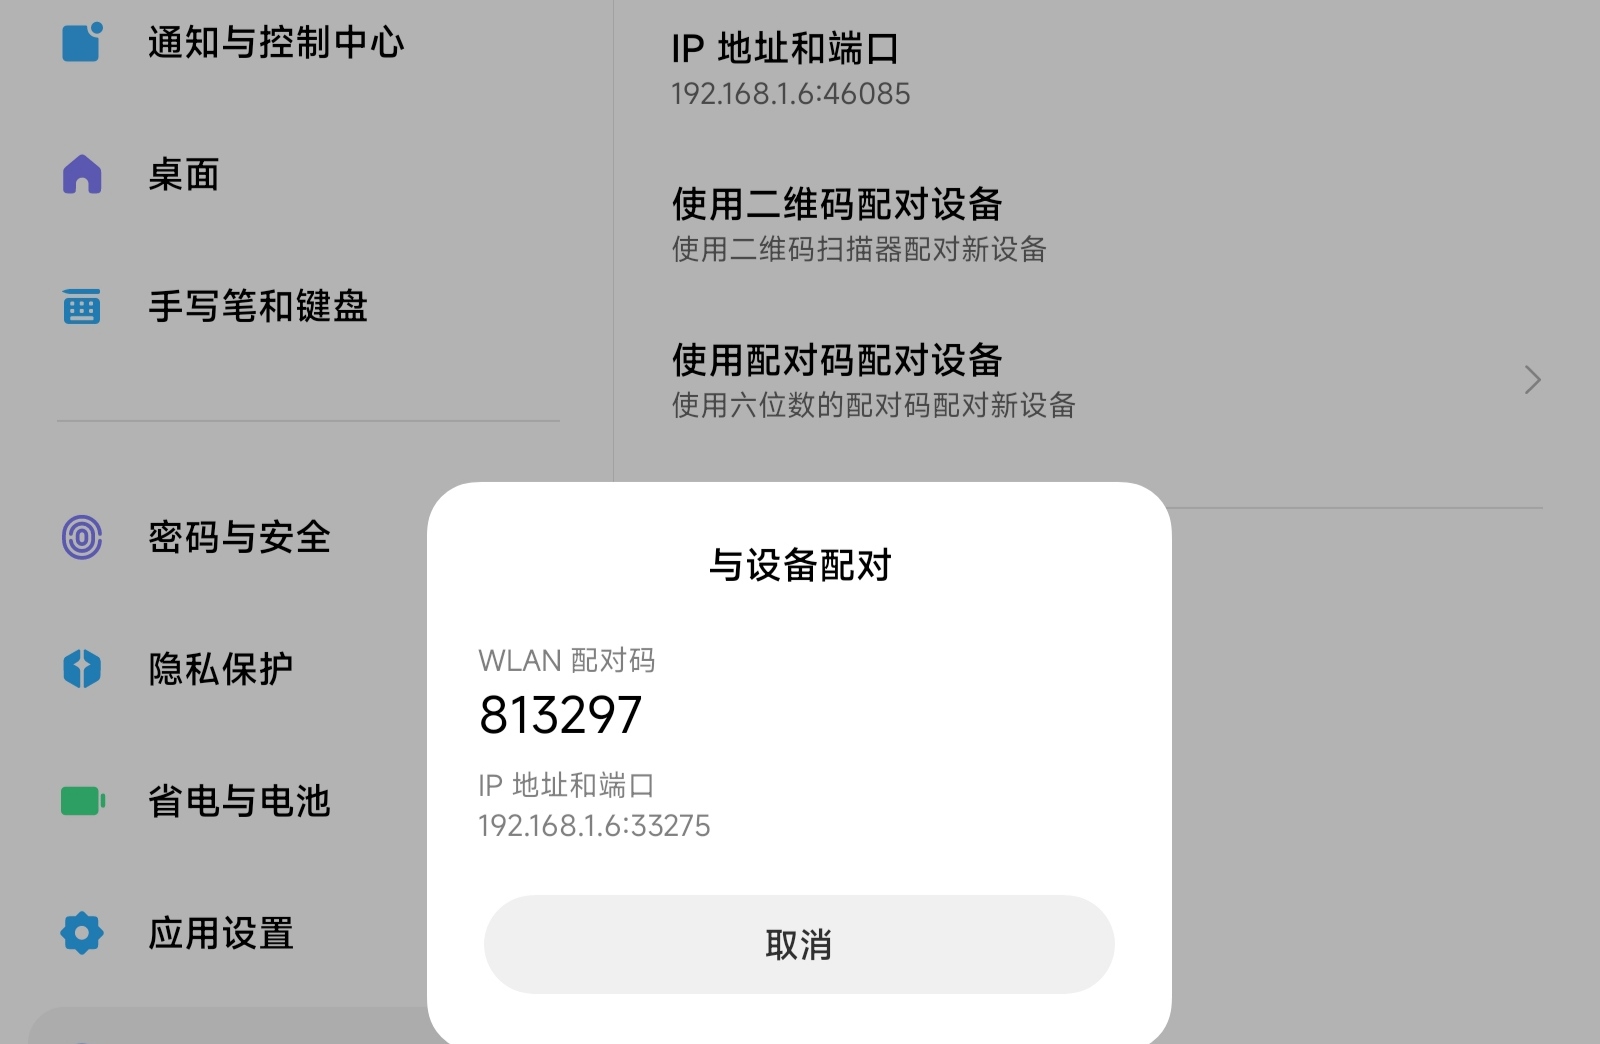 通知与控制中心
桌面
手写笔和键盘
密码与安全
隐私保护
省电与电池
应用设置
IP 地址和端口
192.168.1.6:46085
使用二维码配对设备
使用二维码扫描器配对新设备
使用配对码配对设备
使用六位数的配对码配对新设备
与设备配对
WLAN 配对码
813297
IP 地址和端口
192.168.1.6:33275
取消